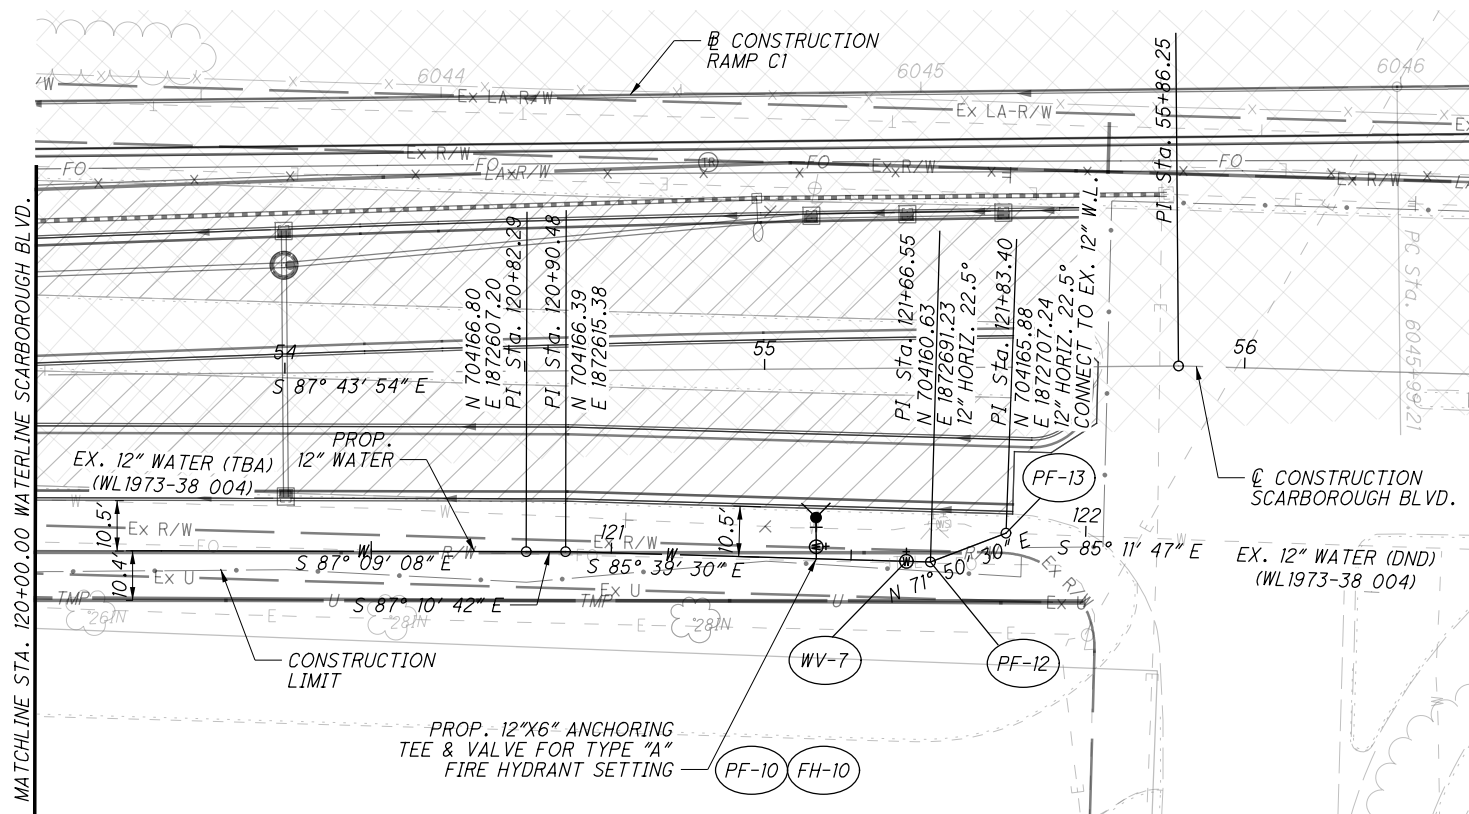 ℄ CONSTRUCTION
RAMP C1
6044
6045
6046
Ex LA-R/W
Ex LA-R/W
Ex R/W
Ex R/W
Ex R/W
FO
FO
FO
FO
LA-R/W
TR
PI Sta. 55+86.25
PC Sta. 6045+99.21
MATCHLINE STA. 120+00.00 WATERLINE SCARBOROUGH BLVD.
54
55
56
S 87° 43' 54" E
N 704166.80
E 1872607.20
PI Sta. 120+82.29
PI Sta. 120+90.48
N 704166.39
E 1872615.38
PI Sta. 121+66.55
N 704160.63
E 1872691.23
12" HORIZ. 22.5°
PI Sta. 121+83.40
N 704165.88
E 1872707.24
12" HORIZ. 22.5°
CONNECT TO EX. 12" W.L.
PROP.
12" WATER
EX. 12" WATER (TBA)
(WL1973-38 004)
PF-13
℄ CONSTRUCTION
SCARBOROUGH BLVD.
10.5'
10.5'
10.4'
Ex R/W
Ex R/W
R/W
Ex R/W
121
122
W
W
S 87° 09' 08" E
S 85° 39' 30" E
N 71° 50' 30" E
S 85° 11' 47" E
EX. 12" WATER (DND)
(WL1973-38 004)
Ex U
Ex U
Ex U
S 87° 10' 42" E
TMP
TMP
U
U
26IN
28IN
28IN
E
E
E
CONSTRUCTION
LIMIT
WV-7
PF-12
PROP. 12"X6" ANCHORING
TEE & VALVE FOR TYPE "A"
FIRE HYDRANT SETTING
PF-10
FH-10